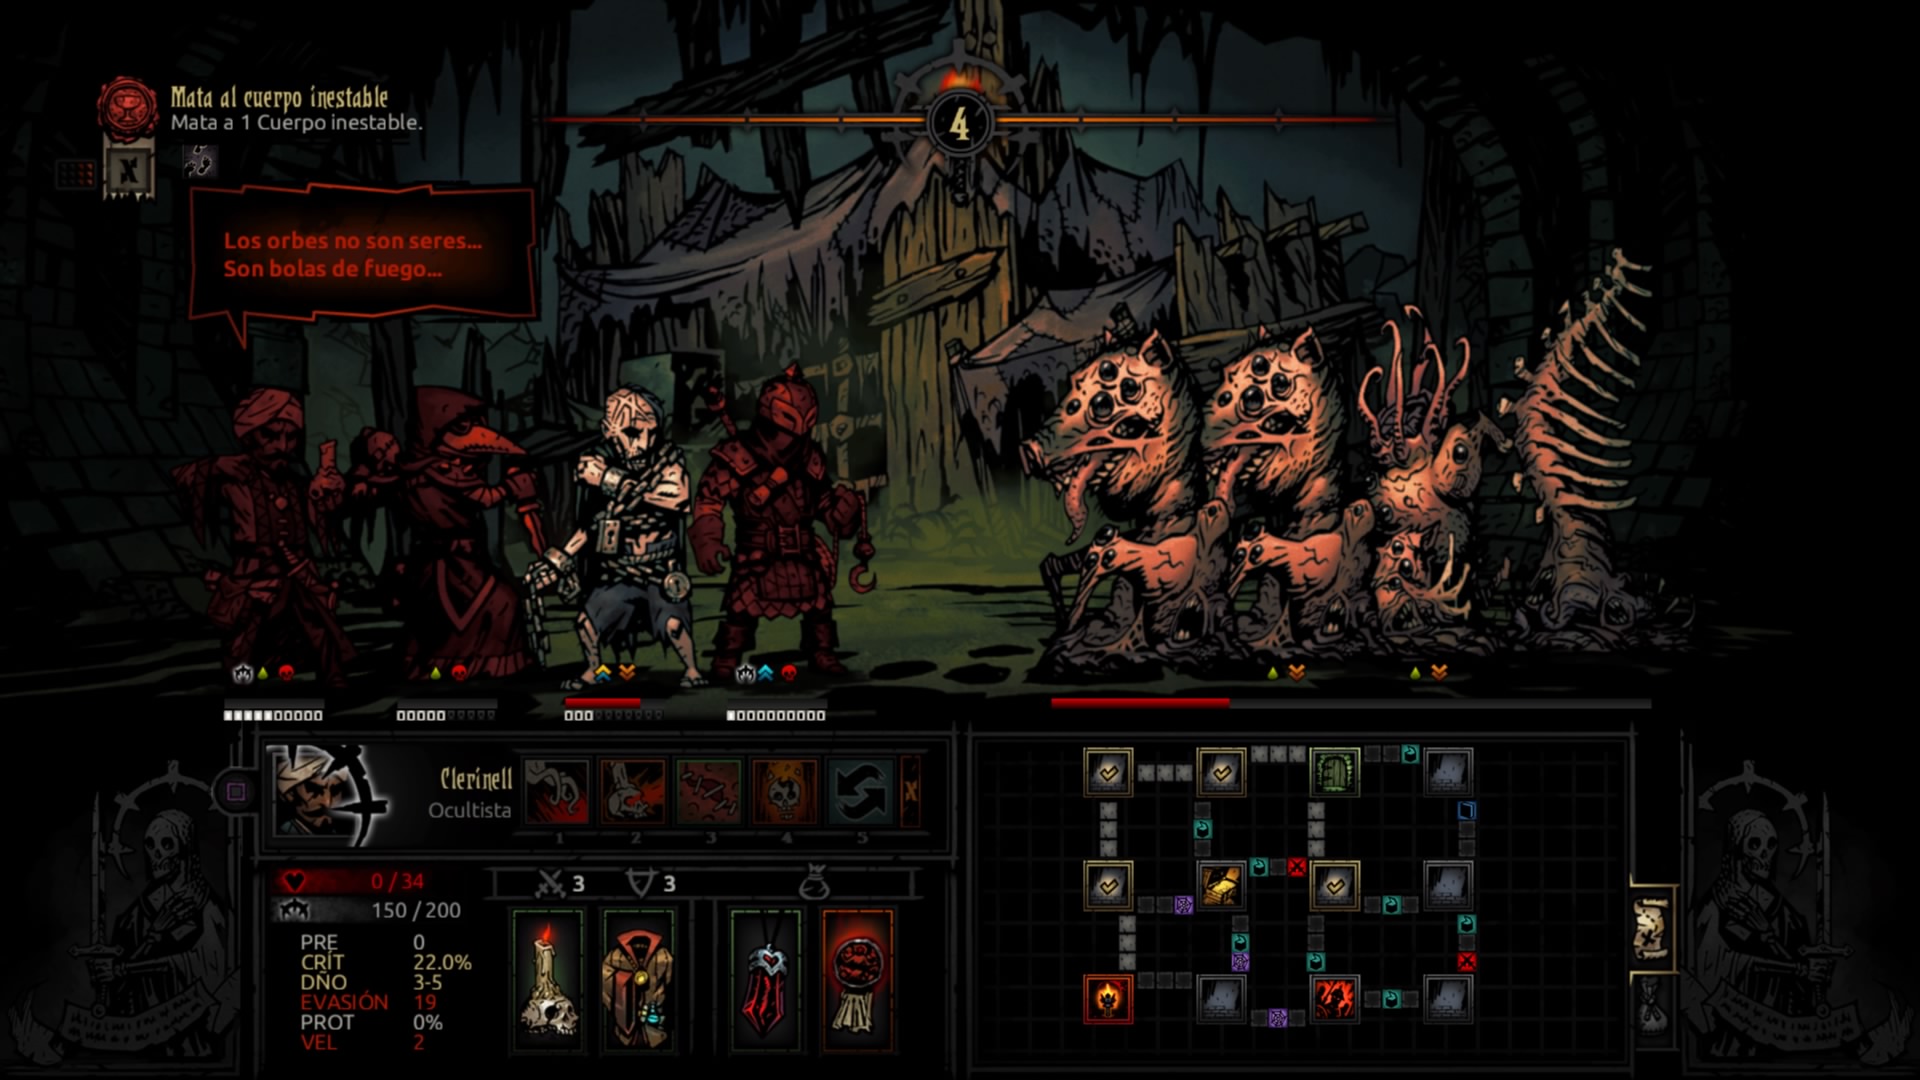 Mata al cuerpo inestable
Mata a 1 Cuerpo inestable.
4
X
Los orbes no son seres...
Son bolas de fuego...
Clerinell
Ocultista
1 2 3 4 5
X
0 / 34
150 / 200
3 3
PRE 0
CRÍT 22.0%
DÑO 3-5
EVASIÓN 19
PROT 0%
VEL 2